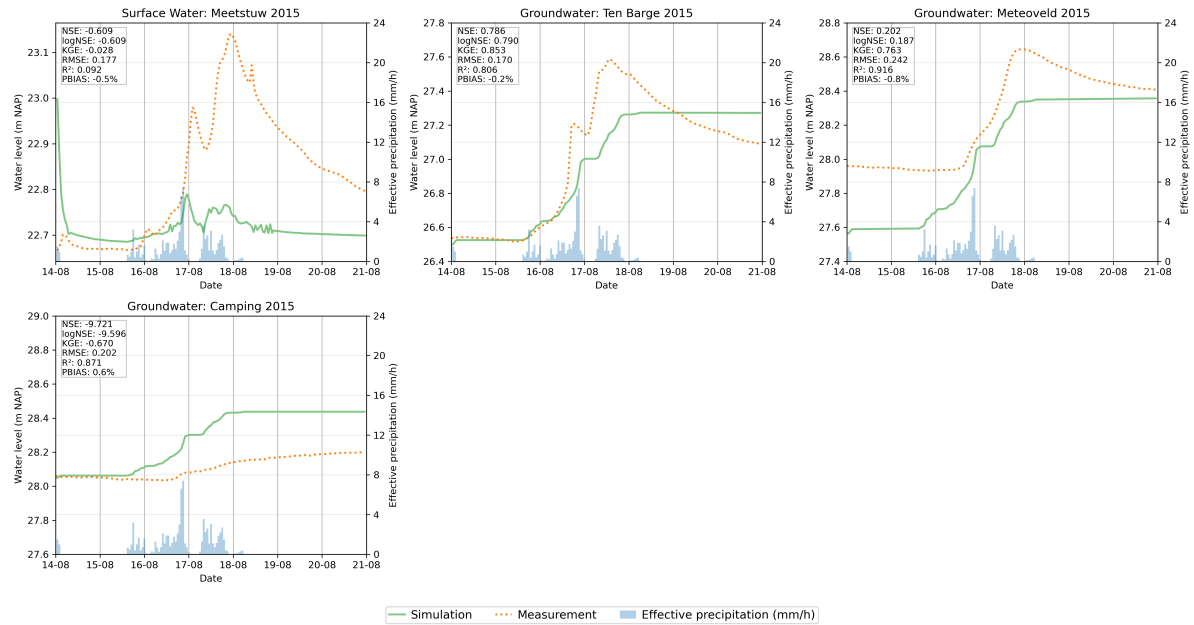 Surface Water: Meetstuw 2015
NSE: -0.609
logNSE: -0.609
KGE: -0.028
RMSE: 0.177
R²: 0.092
PBIAS: -0.5%
23.1
23.0
22.9
22.8
22.7
Water level (m NAP)
24
20
16
12
8
4
0
Effective precipitation (mm/h)
14-08 15-08 16-08 17-08 18-08 19-08 20-08 21-08
Date
Groundwater: Ten Barge 2015
NSE: 0.786
logNSE: 0.790
KGE: 0.853
RMSE: 0.170
R²: 0.806
PBIAS: -0.2%
27.8
27.6
27.4
27.2
27.0
26.8
26.6
26.4
Water level (m NAP)
24
20
16
12
8
4
0
Effective precipitation (mm/h)
14-08 15-08 16-08 17-08 18-08 19-08 20-08 21-08
Date
Groundwater: Meteoveld 2015
NSE: 0.202
logNSE: 0.187
KGE: 0.763
RMSE: 0.242
R²: 0.916
PBIAS: -0.8%
28.8
28.6
28.4
28.2
28.0
27.8
27.6
27.4
Water level (m NAP)
24
20
16
12
8
4
0
Effective precipitation (mm/h)
14-08 15-08 16-08 17-08 18-08 19-08 20-08 21-08
Date
Groundwater: Camping 2015
NSE: -9.721
logNSE: -9.596
KGE: -0.670
RMSE: 0.202
R²: 0.871
PBIAS: 0.6%
29.0
28.8
28.6
28.4
28.2
28.0
27.8
27.6
Water level (m NAP)
24
20
16
12
8
4
0
Effective precipitation (mm/h)
14-08 15-08 16-08 17-08 18-08 19-08 20-08 21-08
Date
Simulation Measurement Effective precipitation (mm/h)